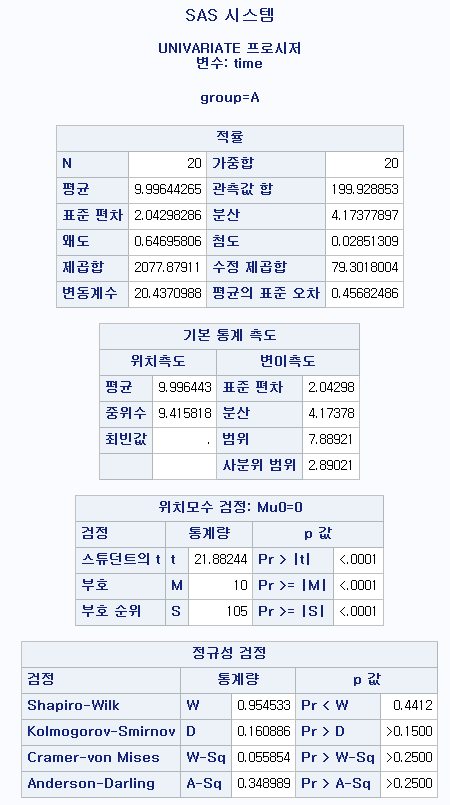 SAS 시스템
UNIVARIATE 프로시저
변수: time
group=A
적률
N 20 가중합 20
평균 9.99644265 관측값 합 199.928853
표준 편차 2.04298286 분산 4.17377897
왜도 0.64695806 첨도 0.02851309
제곱합 2077.87911 수정 제곱합 79.3018004
변동계수 20.4370988 평균의 표준 오차 0.45682486
기본 통계 측도
위치측도 변이측도
평균 9.996443 표준 편차 2.04298
중위수 9.415818 분산 4.17378
최빈값 . 범위 7.88921
사분위 범위 2.89021
위치모수 검정: Mu0=0
검정 통계량 p 값
스튜던트의 t t 21.88244 Pr > |t| <.0001
부호 M 10 Pr >= |M| <.0001
부호 순위 S 105 Pr >= |S| <.0001
정규성 검정
검정 통계량 p 값
Shapiro-Wilk W 0.954533 Pr < W 0.4412
Kolmogorov-Smirnov D 0.160886 Pr > D >0.1500
Cramer-von Mises W-Sq 0.055854 Pr > W-Sq >0.2500
Anderson-Darling A-Sq 0.348989 Pr > A-Sq >0.2500